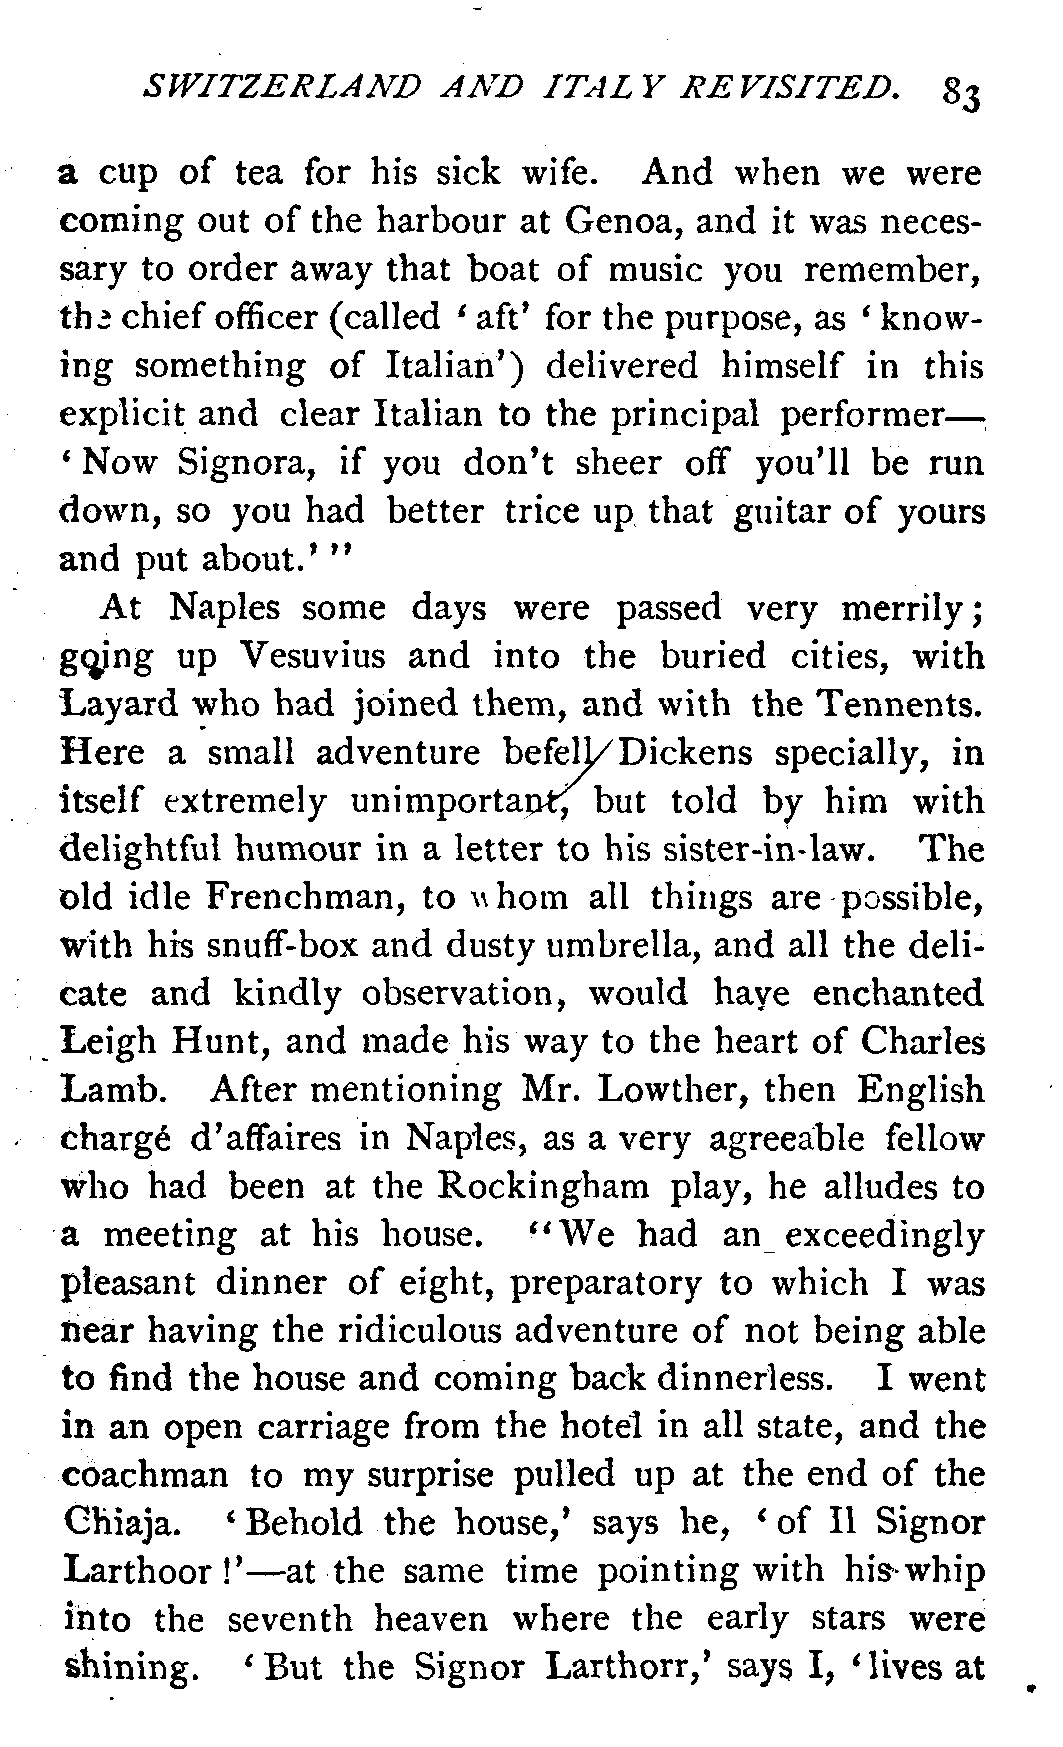 SWITZERLAND AND ITALY REVISITED. 83
a cup of tea for his sick wife. And when we were
coming out of the harbour at Genoa, and it was neces-
sary to order away that boat of music you remember,
the chief officer (called ‘aft’ for the purpose, as ‘know-
ing something of Italian’) delivered himself in this
explicit and clear Italian to the principal performer—
‘Now Signora, if you don’t sheer off you’ll be run
down, so you had better trice up that guitar of yours
and put about.’”
At Naples some days were passed very merrily;
going up Vesuvius and into the buried cities, with
Layard who had joined them, and with the Tennents.
Here a small adventure befell Dickens specially, in
itself extremely unimportant, but told by him with
delightful humour in a letter to his sister-in-law. The
old idle Frenchman, to whom all things are possible,
with his snuff-box and dusty umbrella, and all the deli-
cate and kindly observation, would have enchanted
Leigh Hunt, and made his way to the heart of Charles
Lamb. After mentioning Mr. Lowther, then English
chargé d’affaires in Naples, as a very agreeable fellow
who had been at the Rockingham play, he alludes to
a meeting at his house. “We had an exceedingly
pleasant dinner of eight, preparatory to which I was
near having the ridiculous adventure of not being able
to find the house and coming back dinnerless. I went
in an open carriage from the hotel in all state, and the
coachman to my surprise pulled up at the end of the
Chiaja. ‘Behold the house,’ says he, ‘of Il Signor
Larthoor!’—at the same time pointing with his whip
into the seventh heaven where the early stars were
shining. ‘But the Signor Larthorr,’ says I, ‘lives at